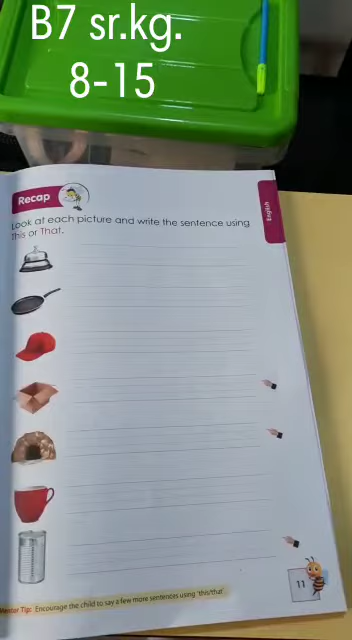 B7 sr.kg.
8-15
Recap
English
Look at each picture and write the sentence using
This or That.
11
Mentor Tip: Encourage the child to say a few more sentences using 'this/that'